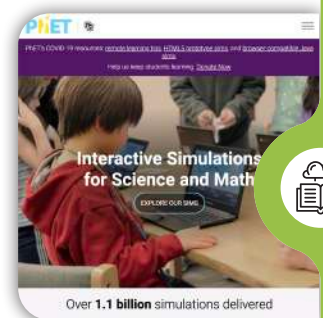 PhET
PhET's COVID-19 resources: remote learning tips, HTML5 prototype sims, and browser-compatible Java
sims.
Help us keep students learning. Donate Now.
Interactive Simulations
for Science and Math
EXPLORE OUR SIMS
Over 1.1 billion simulations delivered